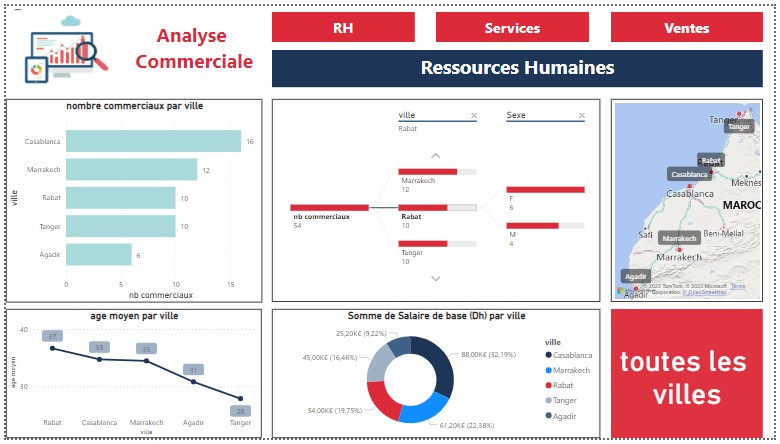 Analyse
Commerciale
RH
Services
Ventes
Ressources Humaines
nombre commerciaux par ville
ville
Casablanca
16
Marrakech
12
Rabat
10
Tanger
10
Agadir
6
0
5
10
15
nb commerciaux
ville
Rabat
Sexe
nb commerciaux
54
Marrakech
12
Rabat
10
Tanger
10
F
6
M
4
Tanger
Tanger
Rabat
Casablanca
Casablanca
Meknès
MAROC
Safi
Beni-Mellal
Marrakech
Marrakech
Agadir
Agadir
© 2023 TomTom, © 2023 Microsoft Corporation, © OpenStreetMap Terms
age moyen par ville
age moyen
40
30
37
35
35
31
28
Rabat
Casablanca
Marrakech
Agadir
Tanger
ville
Somme de Salaire de base (Dh) par ville
25,20K€ (9,22%)
45,00K€ (16,46%)
54,00K€ (19,75%)
88,00K€ (32,19%)
61,20K€ (22,38%)
ville
Casablanca
Marrakech
Rabat
Tanger
Agadir
toutes les
villes